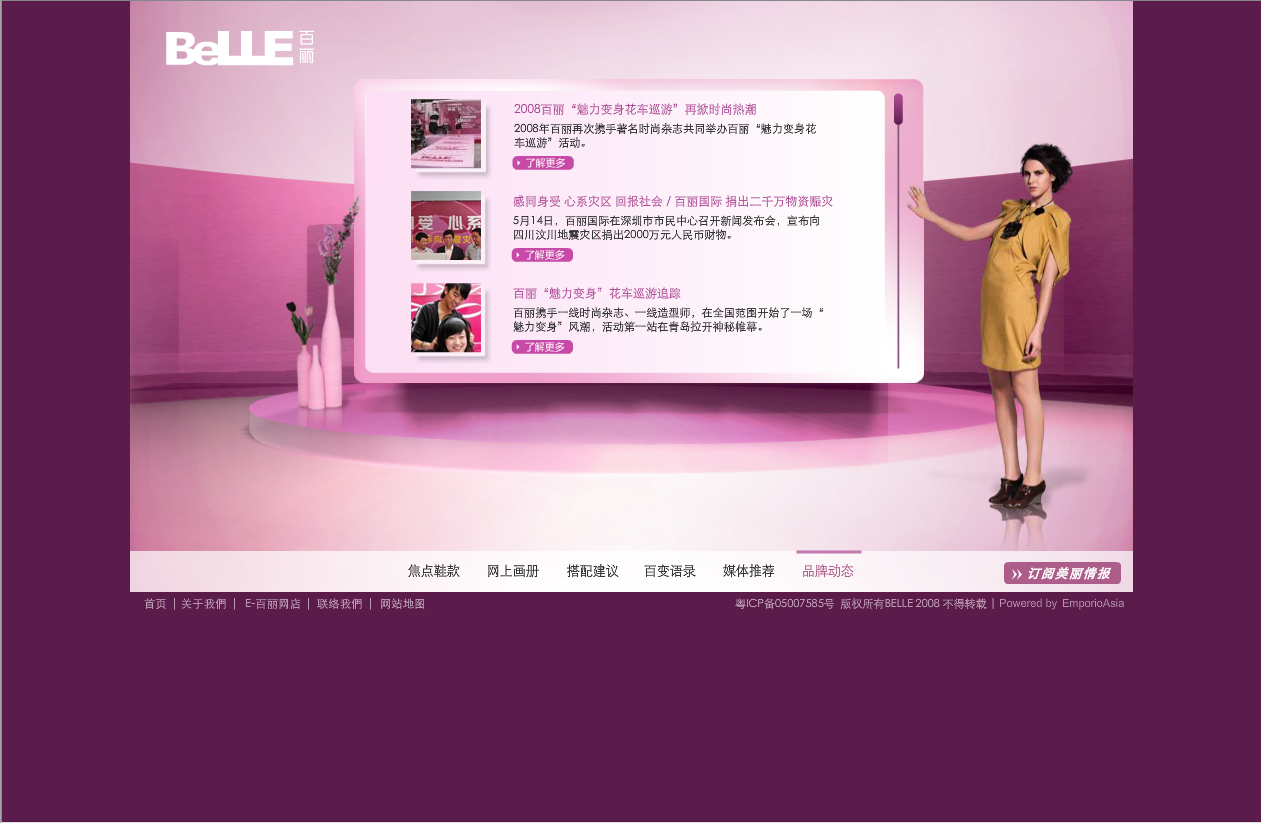 BeLLE 百丽
2008百丽“魅力变身花车巡游”再掀时尚热潮
2008年百丽再次携手著名时尚杂志共同举办百丽“魅力变身花
车巡游”活动。
了解更多
感同身受 心系灾区 回报社会 / 百丽国际 捐出二千万物资赈灾
5月14日，百丽国际在深圳市市民中心召开新闻发布会，宣布向
四川汶川地震灾区捐出2000万元人民币财物。
了解更多
百丽“魅力变身”花车巡游追踪
百丽携手一线时尚杂志、一线造型师，在全国范围开始了一场“
魅力变身”风潮，活动第一站在青岛拉开神秘帷幕。
了解更多
焦点鞋款 网上画册 搭配建议 百变语录 媒体推荐 品牌动态 订阅美丽情报
首页 | 关于我們 | E-百丽网店 | 联络我們 | 网站地图 粤ICP备05007585号 版权所有BELLE 2008 不得转载 | Powered by EmporioAsia